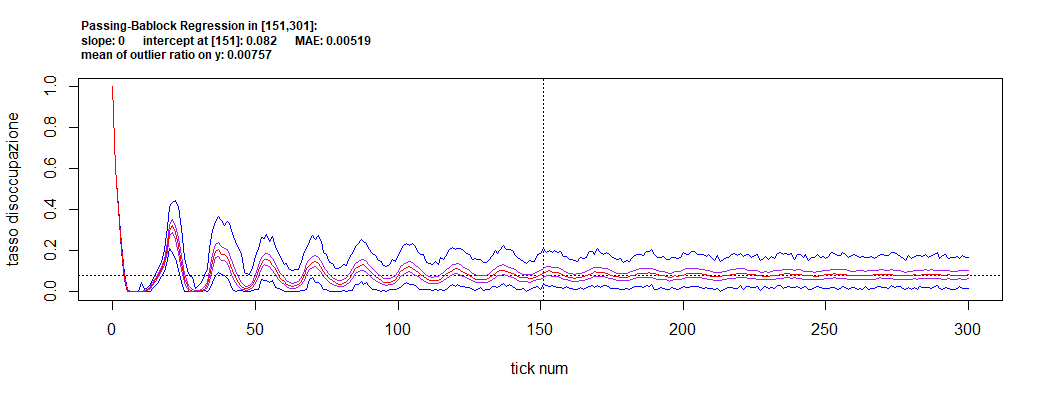 Passing-Bablock Regression in [151,301]:
slope: 0 intercept at [151]: 0.082 MAE: 0.00519
mean of outlier ratio on y: 0.00757
tasso disoccupazione
1.0
0.8
0.6
0.4
0.2
0.0
0 50 100 150 200 250 300
tick num